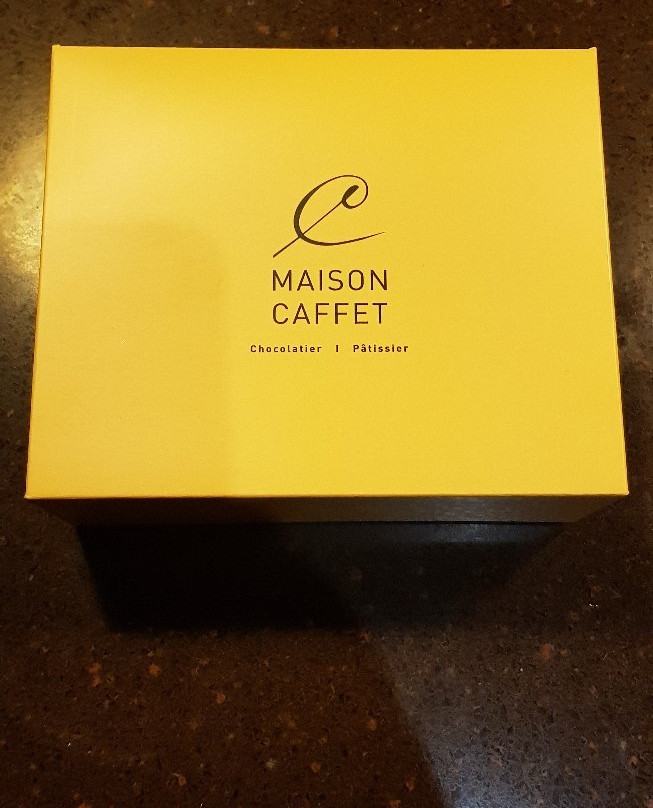 MAISON
CAFFET
Chocolatier | Pâtissier